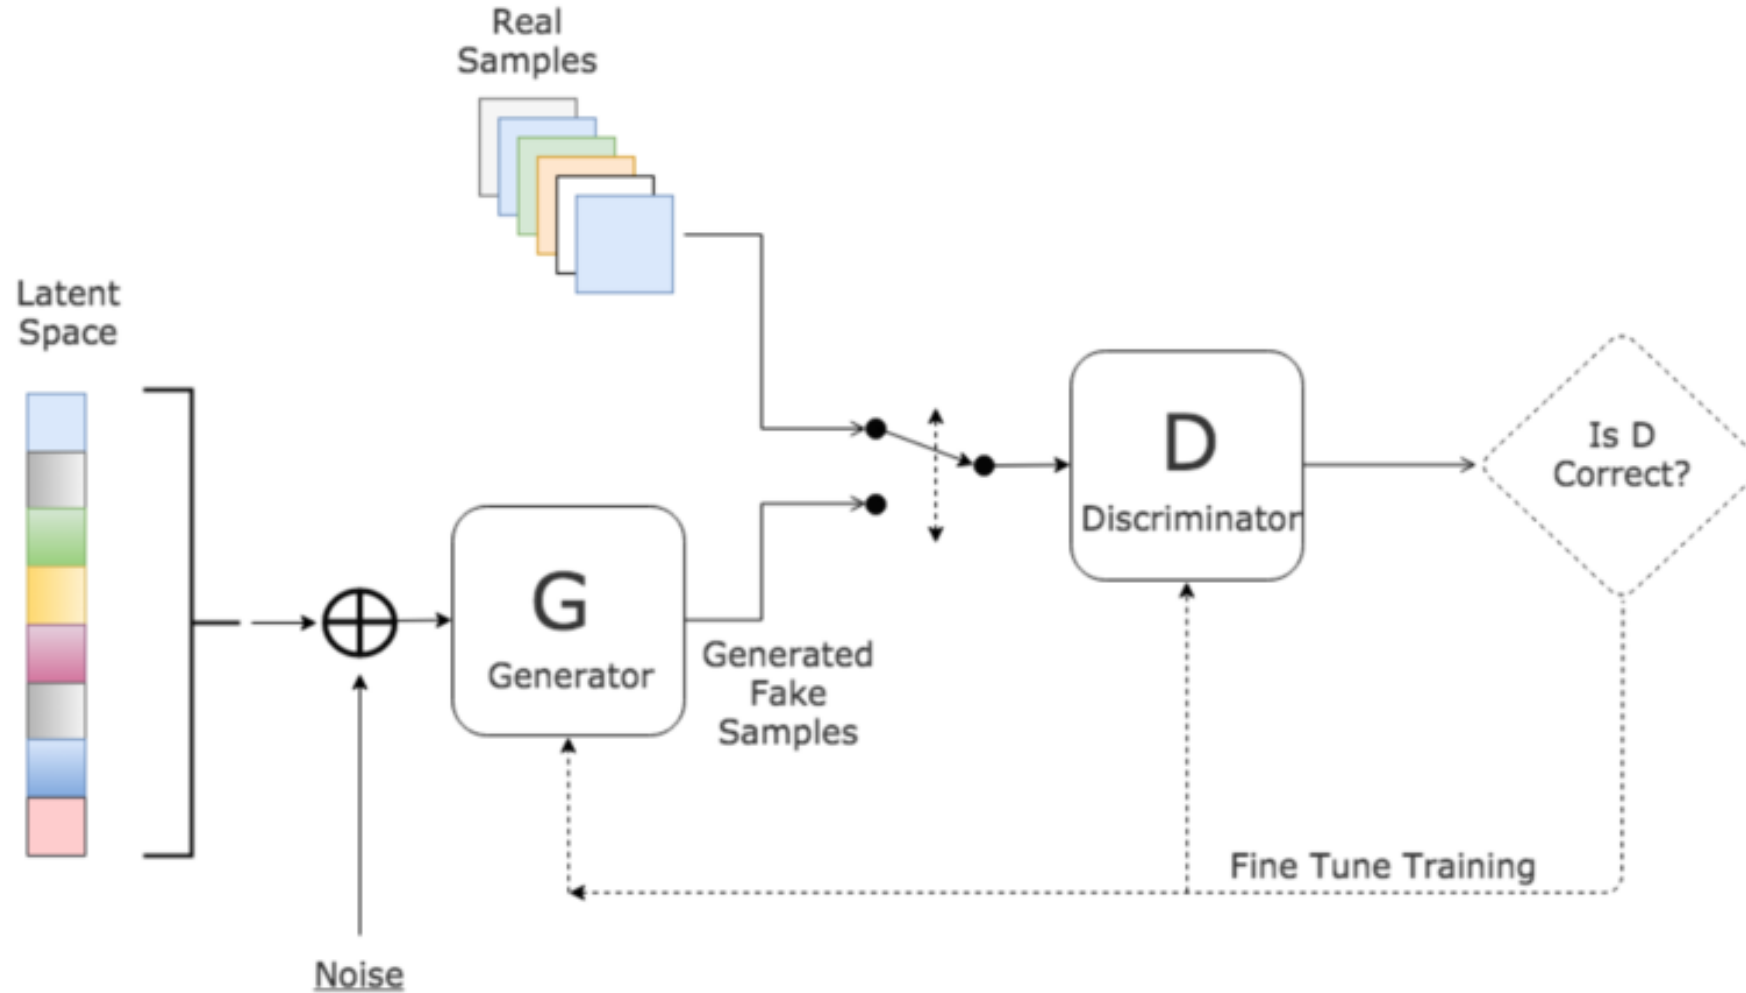 Real
Samples
Latent
Space
Is D
Correct?
D
Discriminator
G
Generator
Generated
Fake
Samples
Fine Tune Training
Noise